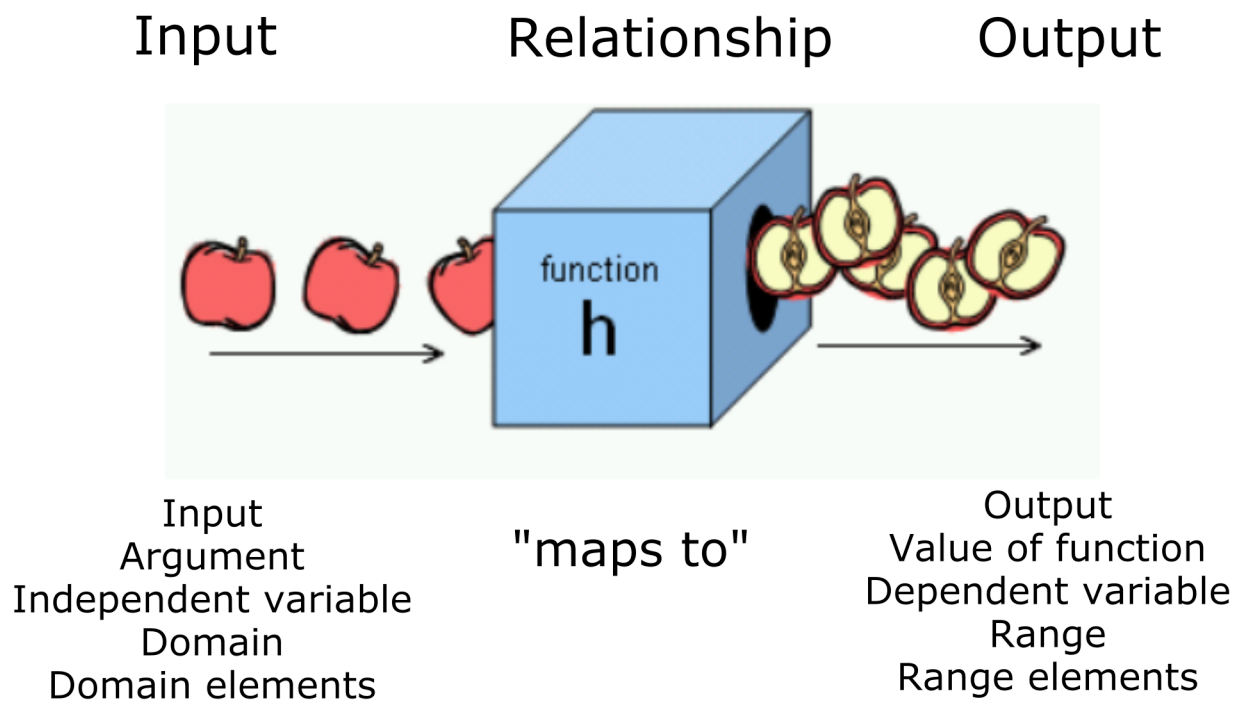 Input
Relationship
Output
function
h
Input
Argument
Independent variable
Domain
Domain elements
"maps to"
Output
Value of function
Dependent variable
Range
Range elements